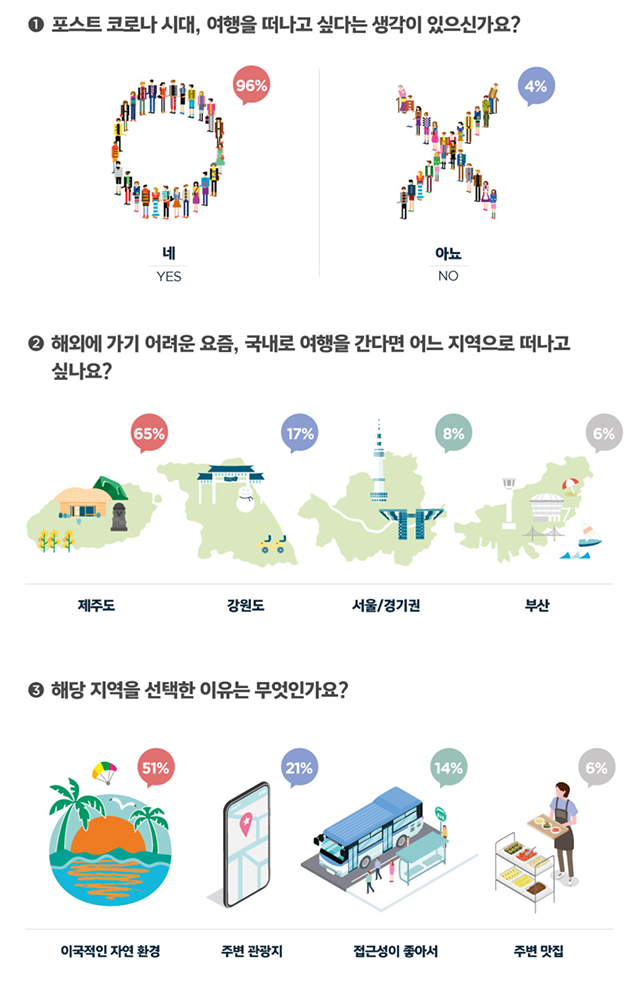 ❶ 포스트 코로나 시대, 여행을 떠나고 싶다는 생각이 있으신가요?
96%
4%
네
아뇨
YES
NO
❷ 해외에 가기 어려운 요즘, 국내로 여행을 간다면 어느 지역으로 떠나고
싶나요?
65%
17%
8%
6%
제주도
강원도
서울/경기권
부산
❸ 해당 지역을 선택한 이유는 무엇인가요?
51%
21%
14%
6%
이국적인 자연 환경
주변 관광지
접근성이 좋아서
주변 맛집